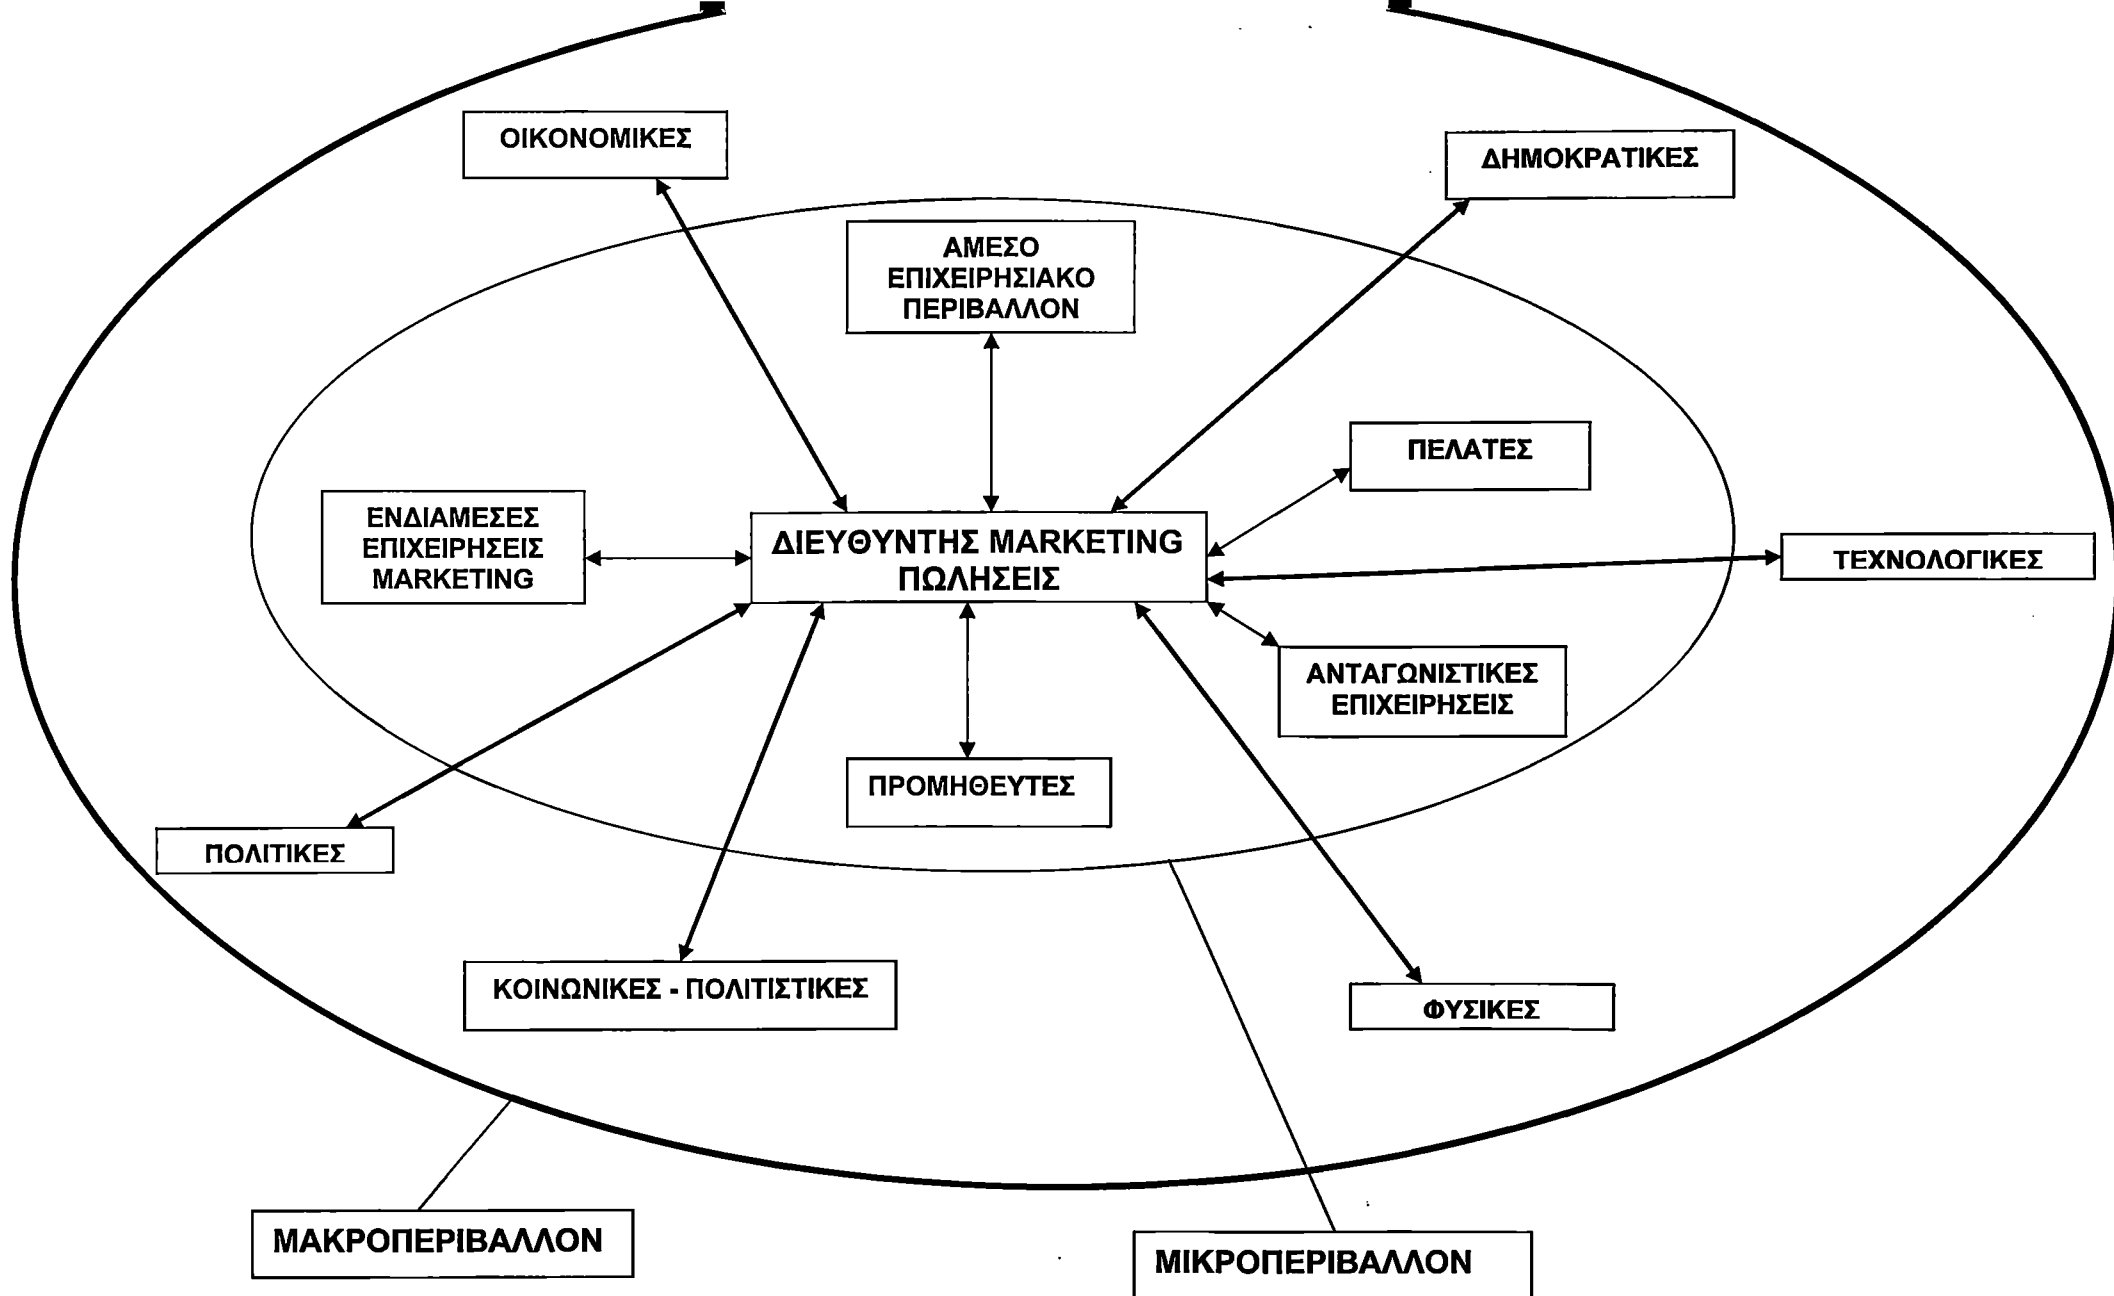 ΟΙΚΟΝΟΜΙΚΕΣ
ΔΗΜΟΚΡΑΤΙΚΕΣ
ΑΜΕΣΟ
ΕΠΙΧΕΙΡΗΣΙΑΚΟ
ΠΕΡΙΒΑΛΛΟΝ
ΠΕΛΑΤΕΣ
ΕΝΔΙΑΜΕΣΕΣ
ΕΠΙΧΕΙΡΗΣΕΙΣ
MARKETING
ΔΙΕΥΘΥΝΤΗΣ MARKETING
ΠΩΛΗΣΕΙΣ
ΤΕΧΝΟΛΟΓΙΚΕΣ
ΑΝΤΑΓΩΝΙΣΤΙΚΕΣ
ΕΠΙΧΕΙΡΗΣΕΙΣ
ΠΡΟΜΗΘΕΥΤΕΣ
ΠΟΛΙΤΙΚΕΣ
ΚΟΙΝΩΝΙΚΕΣ - ΠΟΛΙΤΙΣΤΙΚΕΣ
ΦΥΣΙΚΕΣ
ΜΑΚΡΟΠΕΡΙΒΑΛΛΟΝ
ΜΙΚΡΟΠΕΡΙΒΑΛΛΟΝ